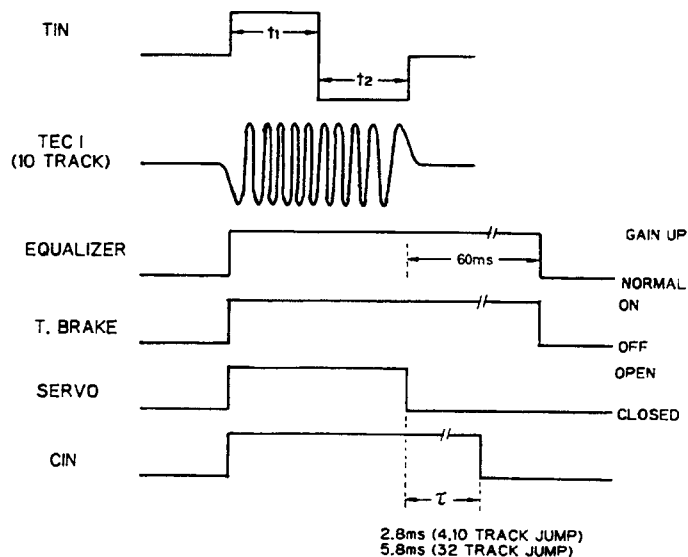 TIN
t1
t2
TEC I
(10 TRACK)
EQUALIZER
GAIN UP
60ms
NORMAL
T. BRAKE
ON
OFF
SERVO
OPEN
CLOSED
CIN
τ
2.8ms (4,10 TRACK JUMP)
5.8ms (32 TRACK JUMP)